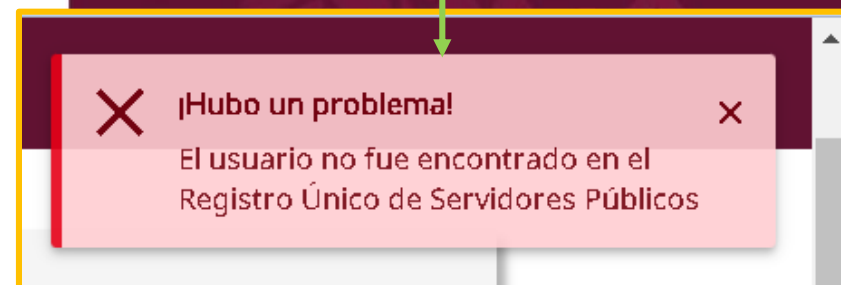 ¡Hubo un problema!
El usuario no fue encontrado en el
Registro Único de Servidores Públicos